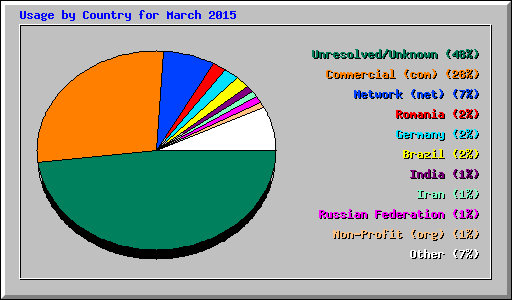 Usage by Country for March 2015
Unresolved/Unknown (48%)
Commercial (com) (28%)
Network (net) (7%)
Romania (2%)
Germany (2%)
Brazil (2%)
India (1%)
Iran (1%)
Russian Federation (1%)
Non-Profit (org) (1%)
Other (7%)